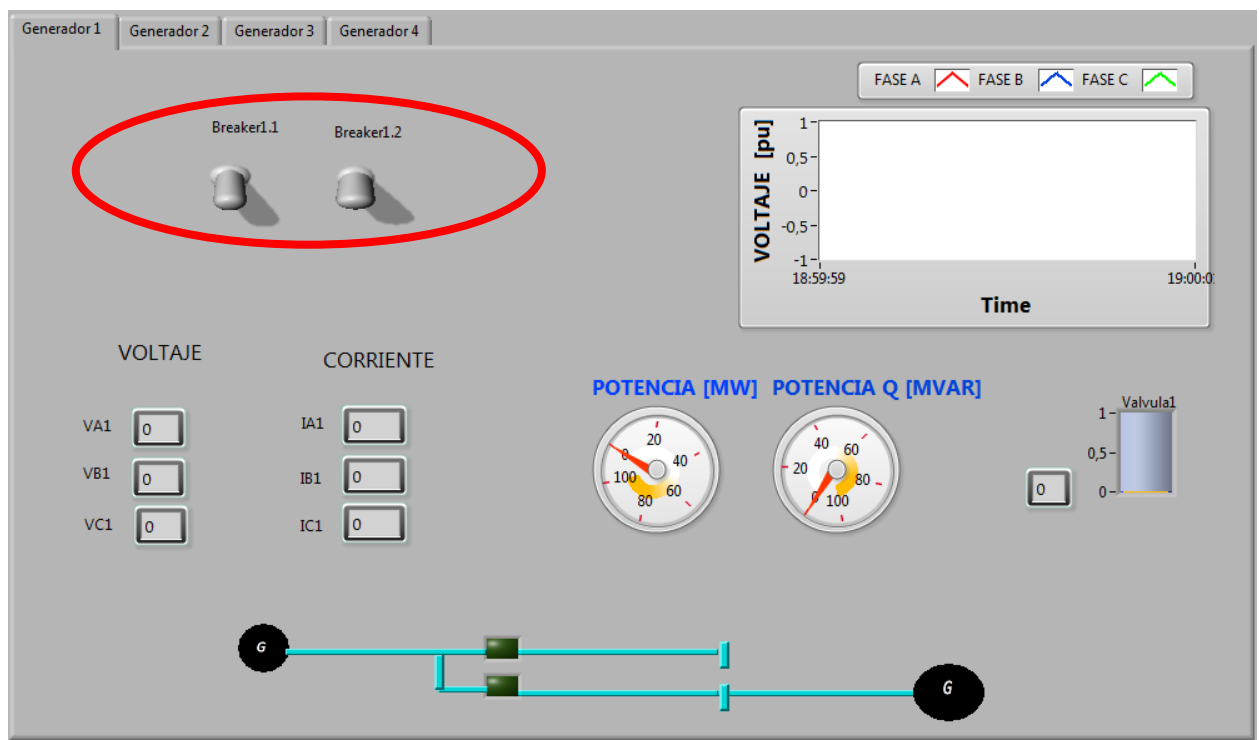 Generador 1 Generador 2 Generador 3 Generador 4
FASE A FASE B FASE C
Breaker1.1 Breaker1.2
VOLTAJE [pu]
1
0,5
0
-0,5
-1
18:59:59 19:00:0
Time
VOLTAJE CORRIENTE
VA1 0 IA1 0
VB1 0 IB1 0
VC1 0 IC1 0
POTENCIA [MW] POTENCIA Q [MVAR]
0 20 40 60 80 100
0 20 40 60 80 100
Valvula1
1
0,5
0
0
G
G